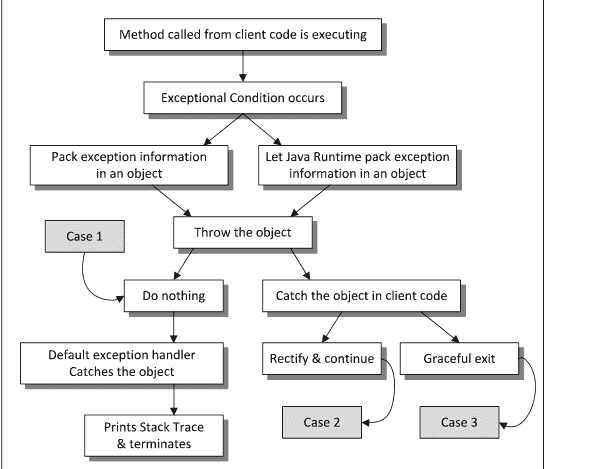 Method called from client code is executing
Exceptional Condition occurs
Pack exception information
in an object
Let Java Runtime pack exception
information in an object
Throw the object
Case 1
Do nothing
Catch the object in client code
Default exception handler
Catches the object
Rectify & continue
Graceful exit
Prints Stack Trace
& terminates
Case 2
Case 3